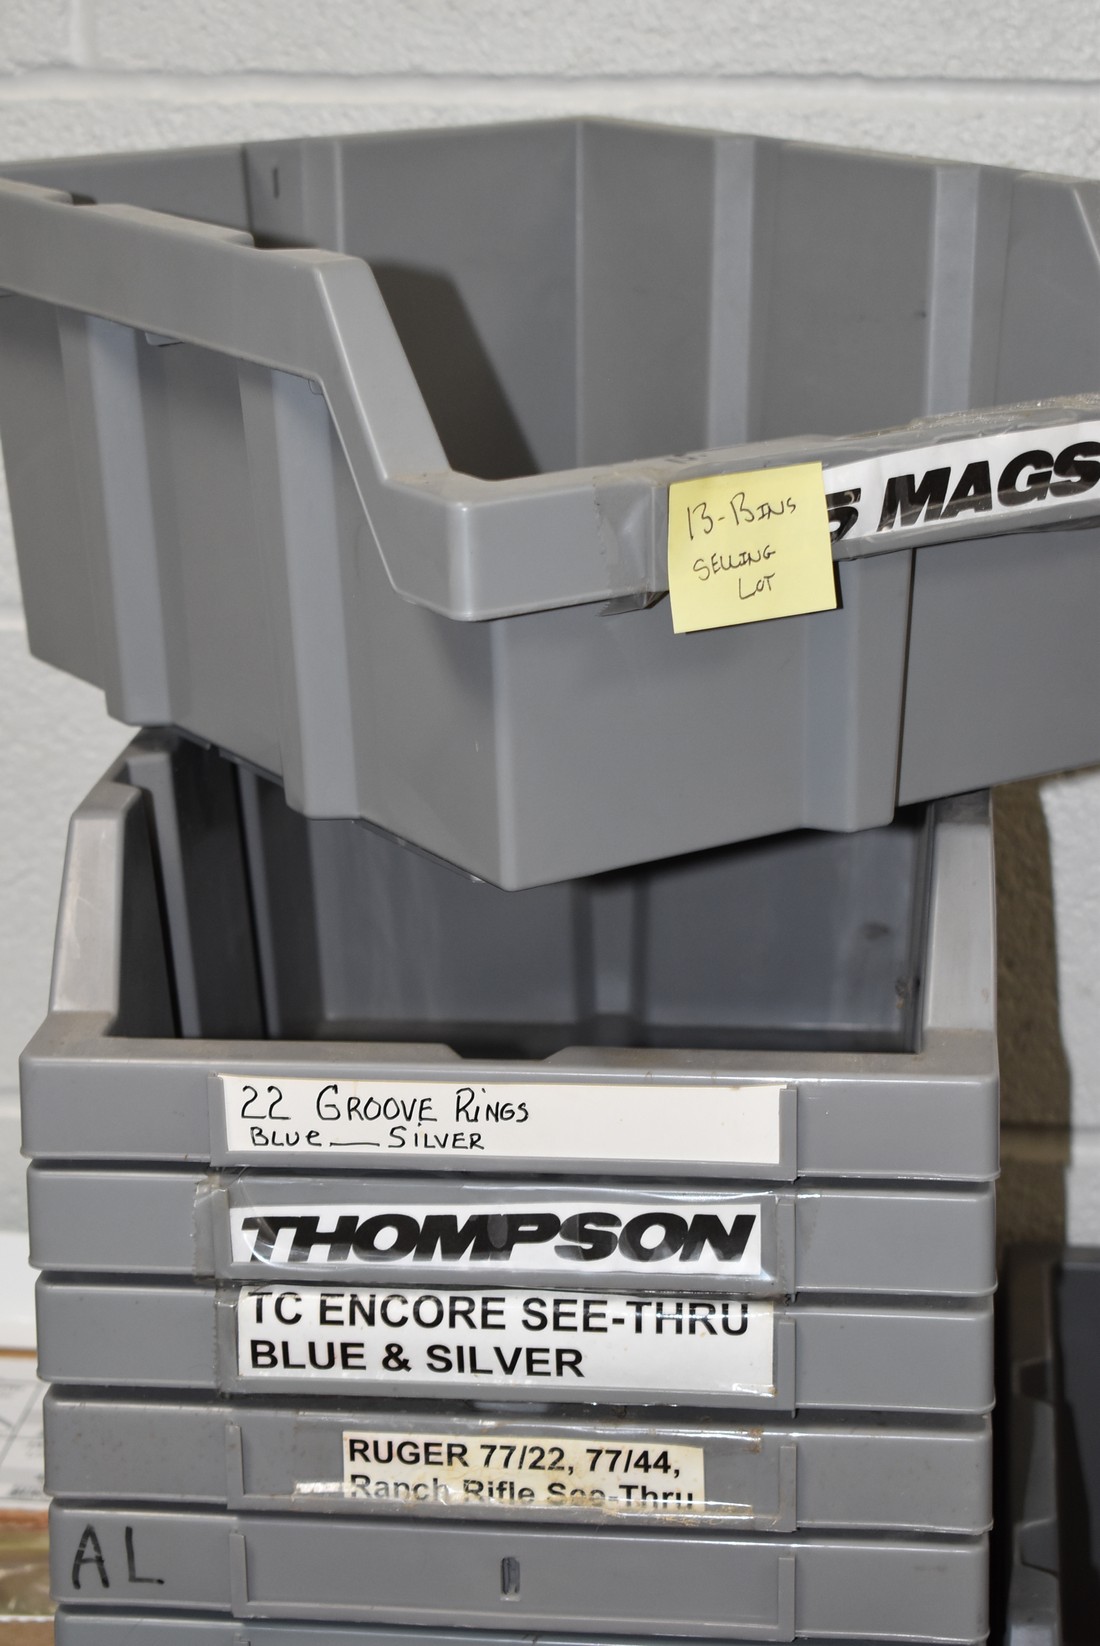 5 MAGS
13-BINS
SELLING
LOT
22 GROOVE RINGS
BLUE — SILVER
THOMPSON
TC ENCORE SEE-THRU
BLUE & SILVER
RUGER 77/22, 77/44,
Ranch Rifle See-Thru
AL